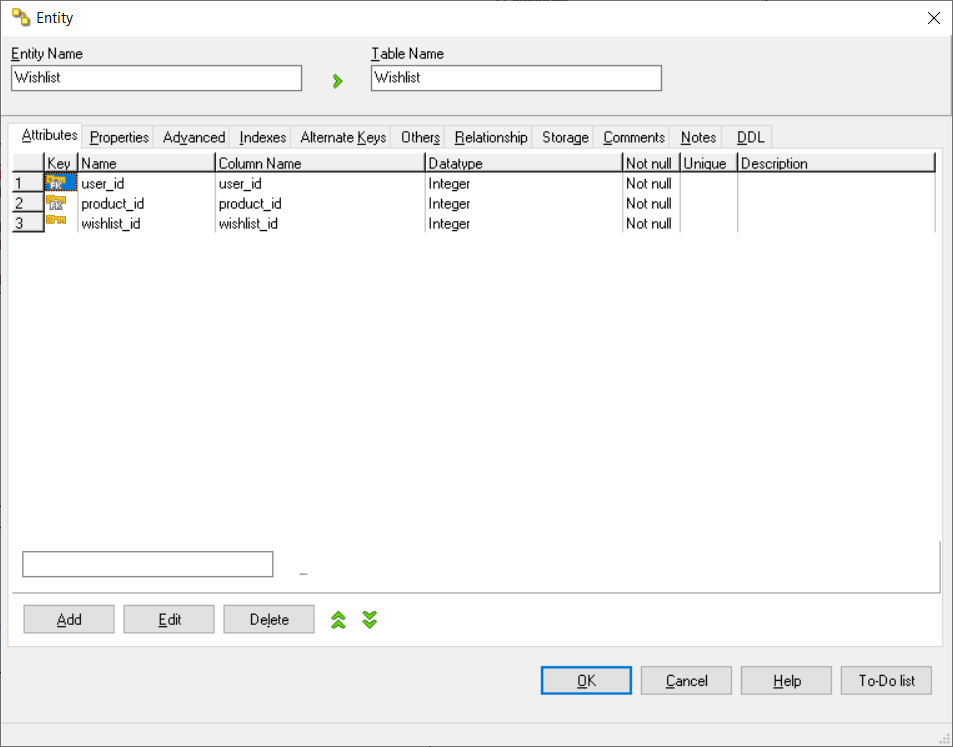 Entity
Entity Name
Table Name
Wishlist
Wishlist
Attributes Properties Advanced Indexes Alternate Keys Others Relationship Storage Comments Notes DDL
Key Name Column Name Datatype Not null Unique Description
1 FK user_id user_id Integer Not null
2 FK product_id product_id Integer Not null
3 wishlist_id wishlist_id Integer Not null
_
Add Edit Delete
OK Cancel Help To-Do list